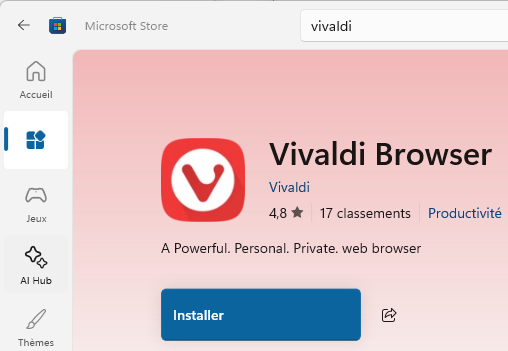 Microsoft Store
vivaldi
Accueil
Jeux
AI Hub
Thèmes
Vivaldi Browser
Vivaldi
4,8 17 classements Productivité
A Powerful. Personal. Private. web browser
Installer